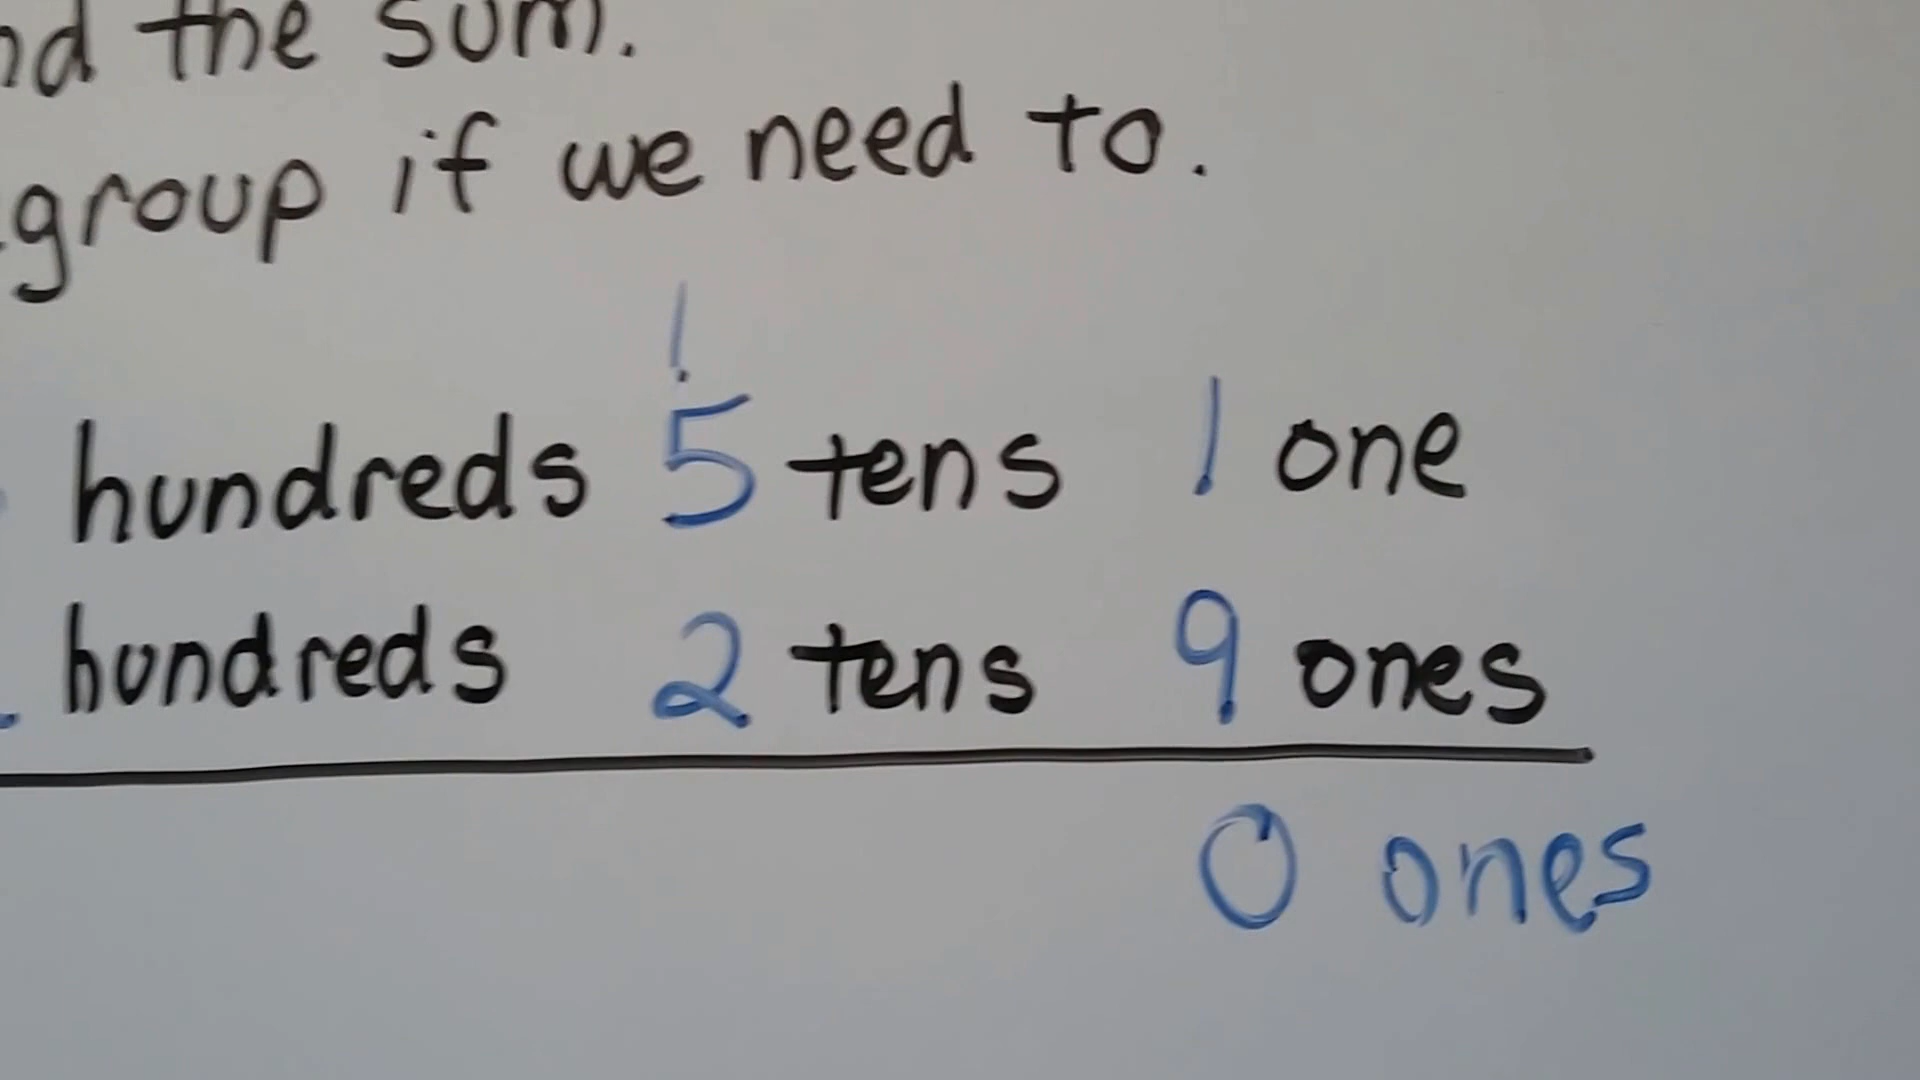 nd the sum.
group if we need to.
1
hundreds 5 tens 1 one
hundreds 2 tens 9 ones
0 ones